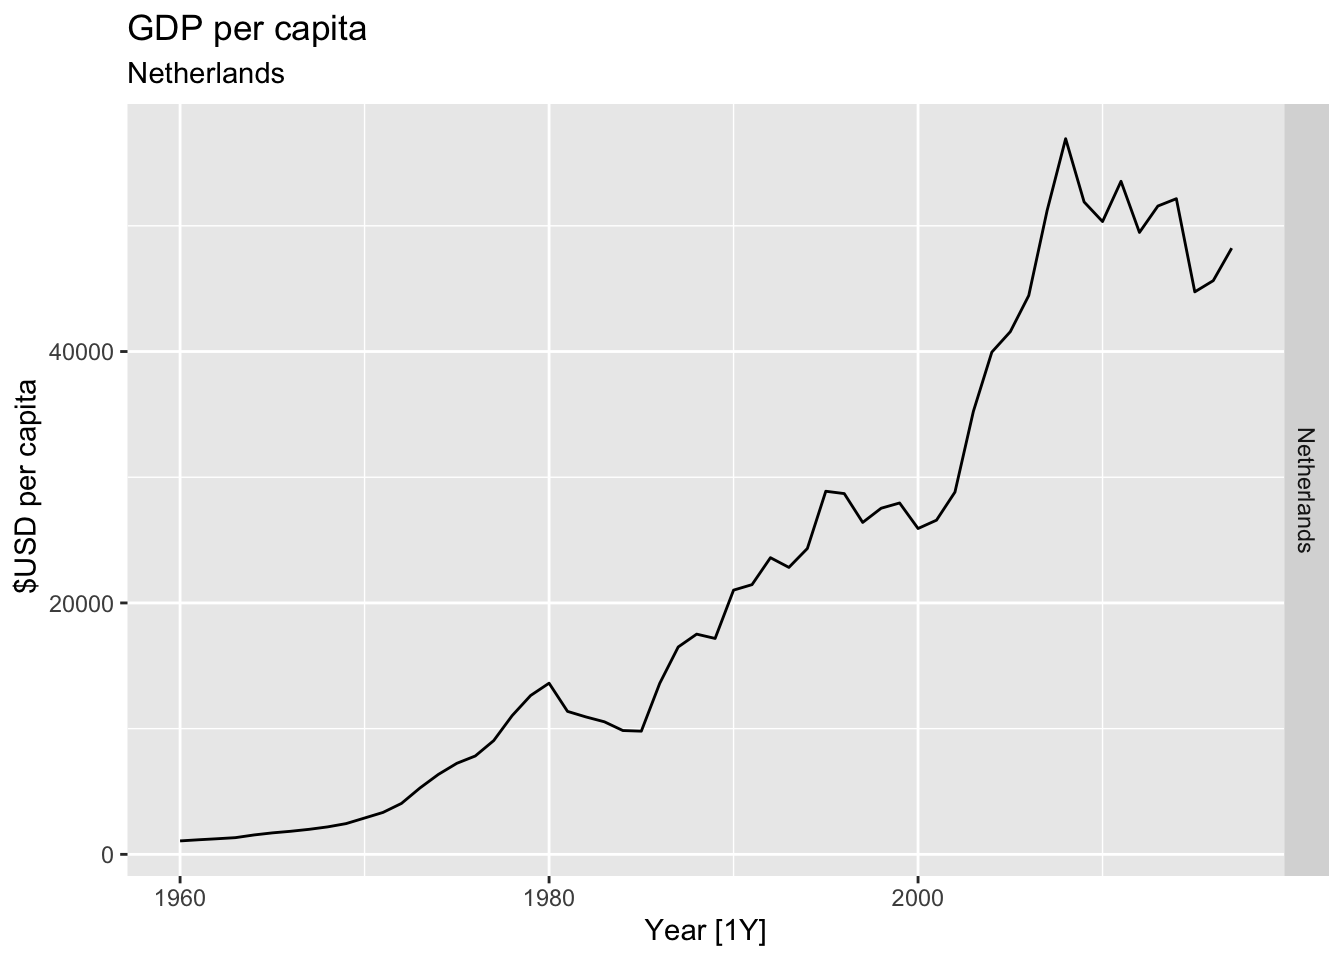 GDP per capita
Netherlands
40000
20000
0
$USD per capita
Netherlands
1960
1980
2000
Year [1Y]